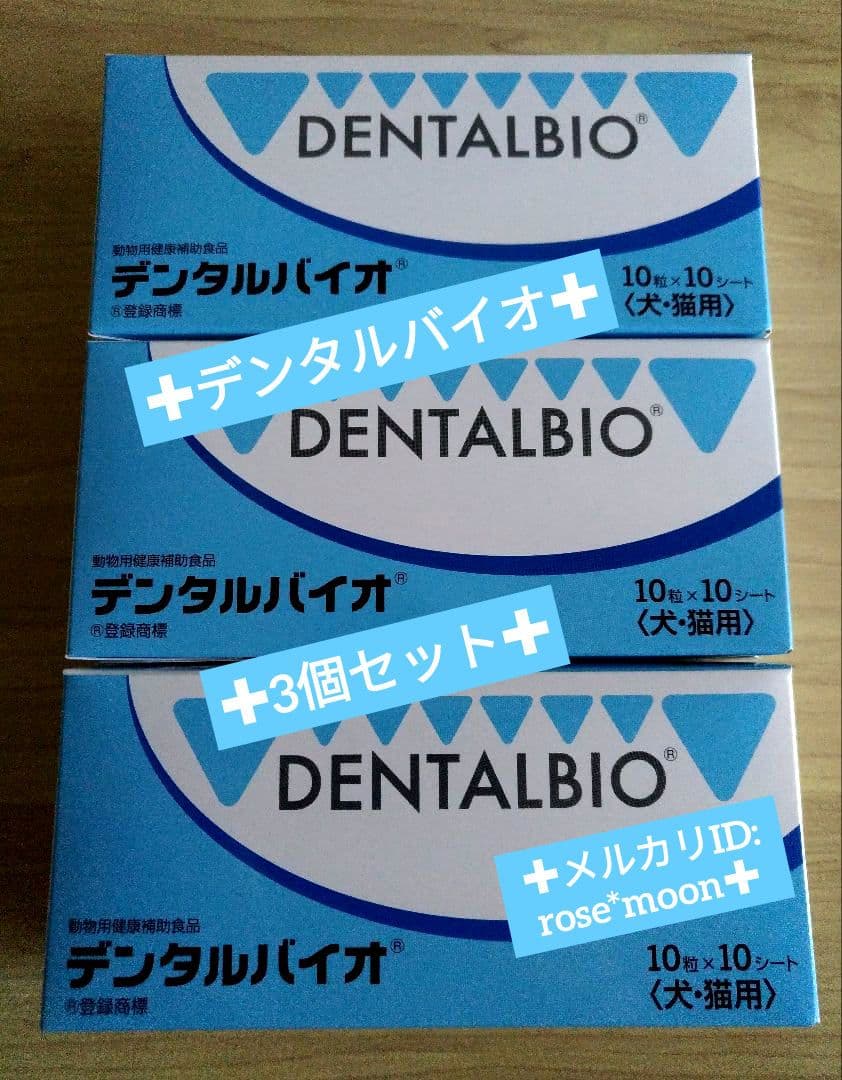 DENTALBIO®
動物用健康補助食品
デンタルバイオ®
®登録商標
10粒×10シート
〈犬・猫用〉
✚デンタルバイオ✚
DENTALBIO®
動物用健康補助食品
デンタルバイオ®
®登録商標
10粒×10シート
〈犬・猫用〉
✚3個セット✚
DENTALBIO®
✚メルカリID:
rose*moon✚
動物用健康補助食品
デンタルバイオ®
®登録商標
10粒×10シート
〈犬・猫用〉